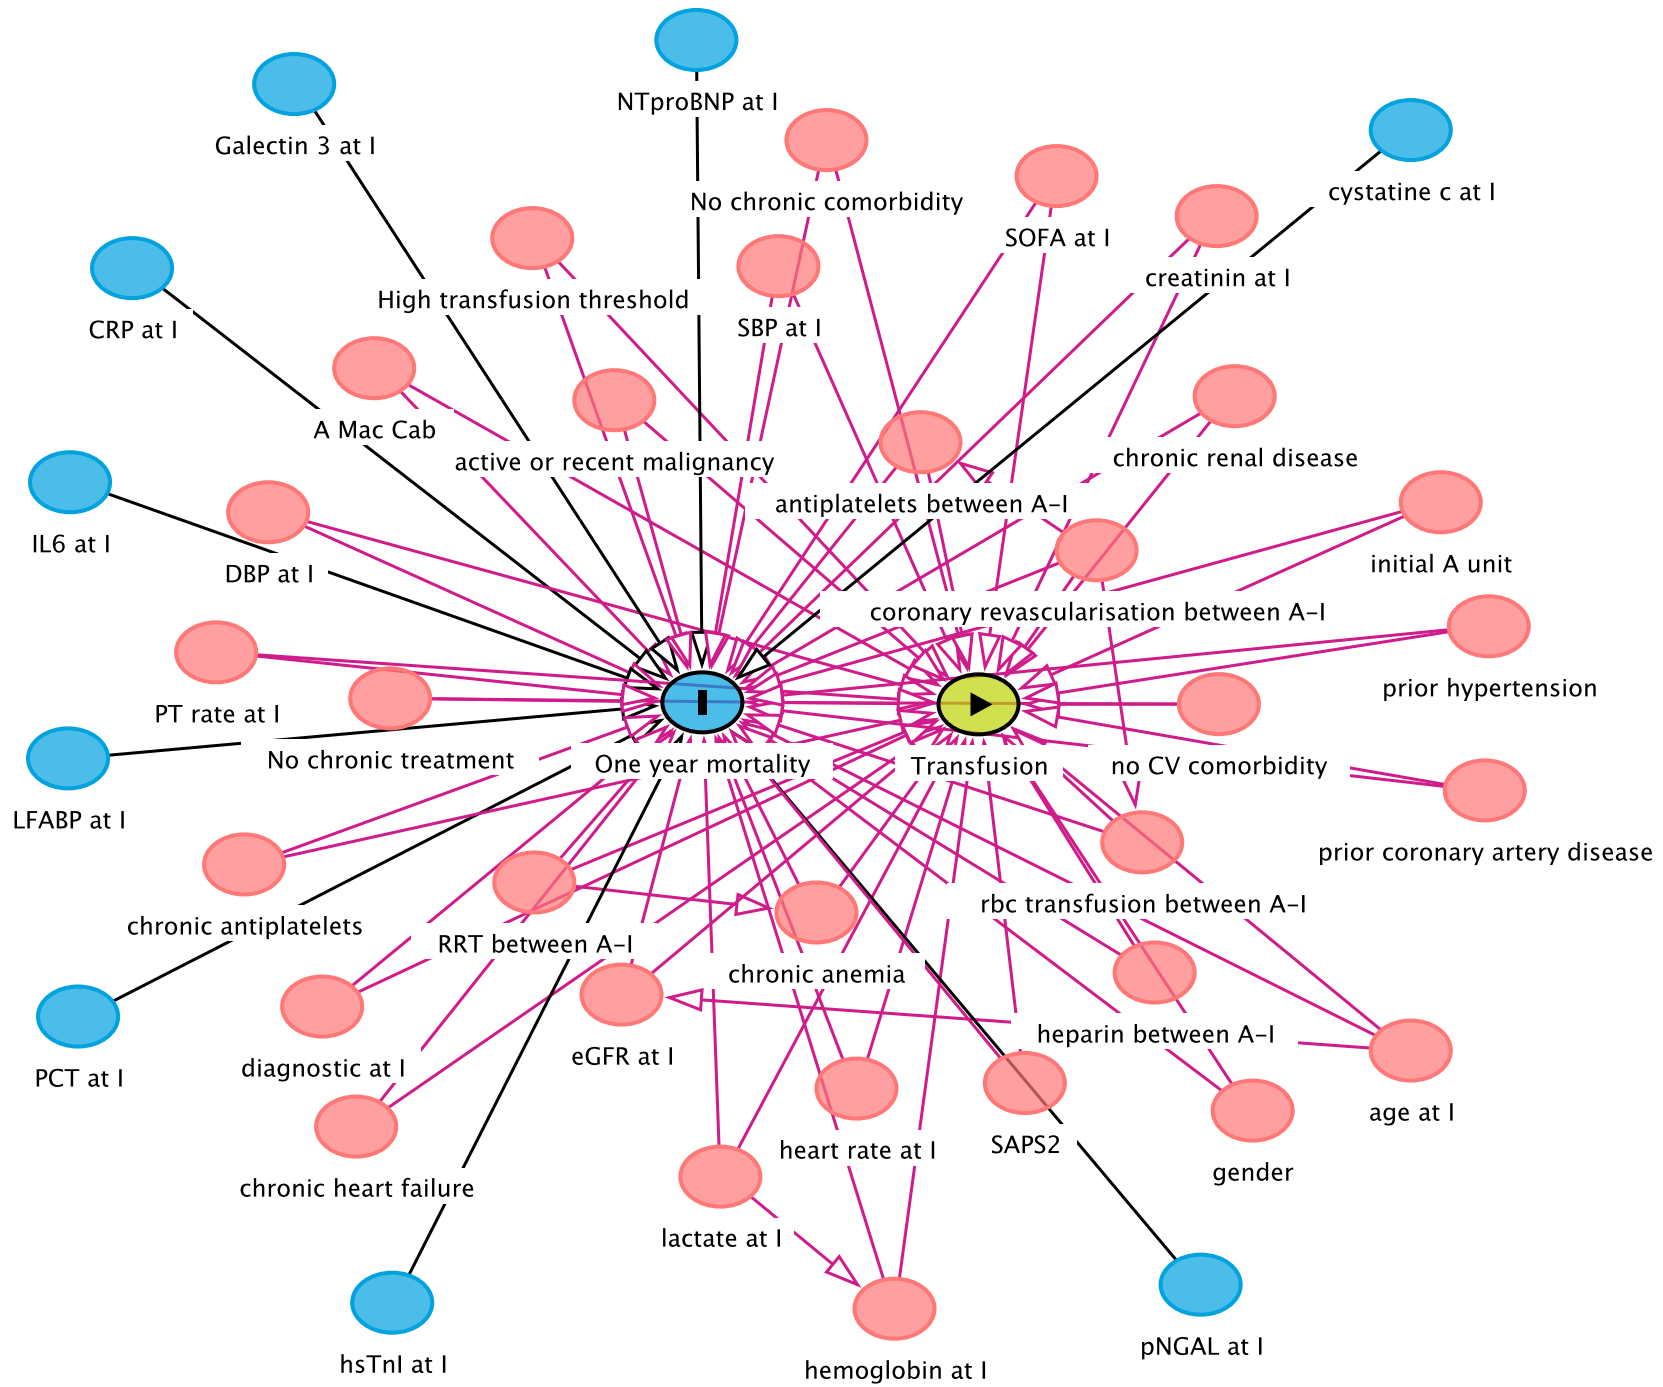 NTproBNP at I
Galectin 3 at I
cystatine c at I
No chronic comorbidity
SOFA at I
creatinin at I
High transfusion threshold
SBP at I
CRP at I
A Mac Cab
active or recent malignancy
chronic renal disease
antiplatelets between A-I
IL6 at I
DBP at I
initial A unit
coronary revascularisation between A-I
prior hypertension
PT rate at I
No chronic treatment
One year mortality
Transfusion
no CV comorbidity
LFABP at I
prior coronary artery disease
rbc transfusion between A-I
chronic antiplatelets
RRT between A-I
chronic anemia
heparin between A-I
eGFR at I
diagnostic at I
PCT at I
age at I
heart rate at I
SAPS2
gender
chronic heart failure
lactate at I
pNGAL at I
hsTnI at I
hemoglobin at I